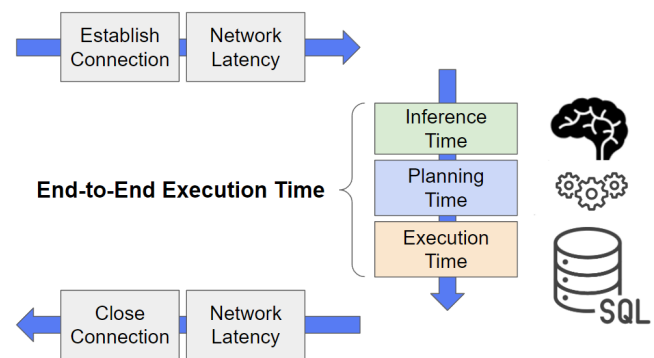 Establish
Connection
Network
Latency
Inference
Time
Planning
Time
End-to-End Execution Time
Execution
Time
SQL
Close
Connection
Network
Latency